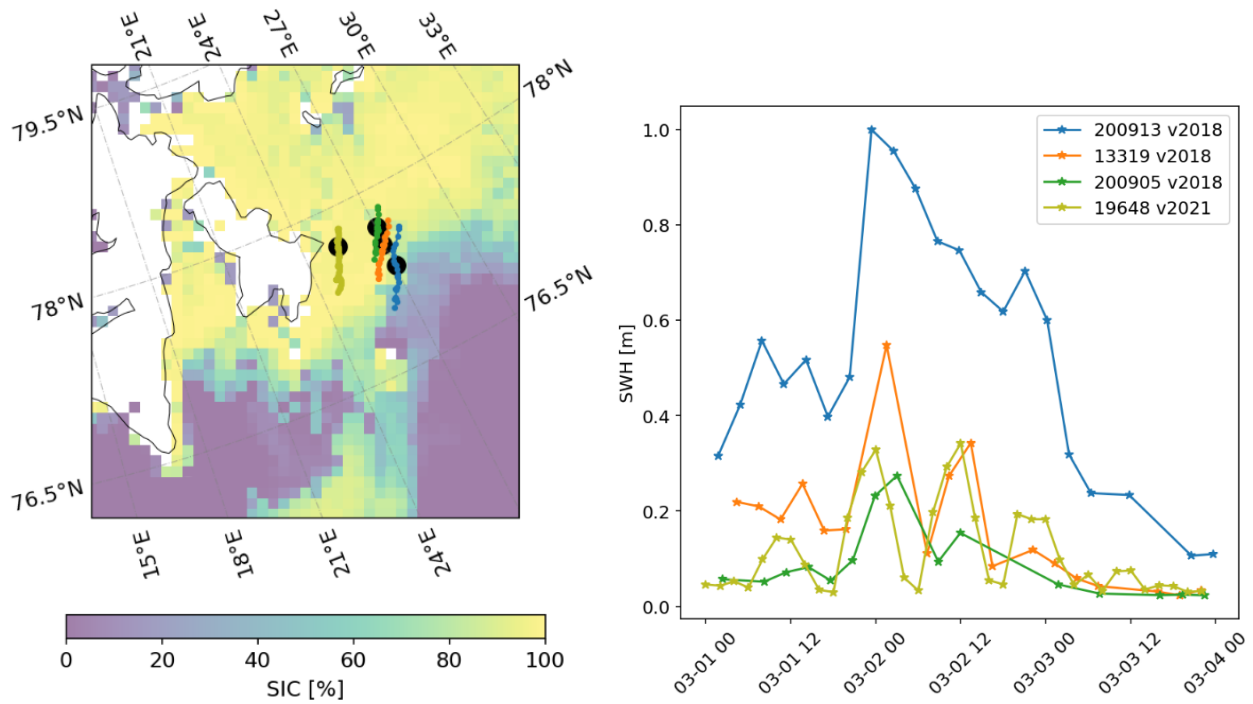 21°E
24°E
27°E
30°E
33°E
79.5°N
78°N
78°N
76.5°N
76.5°N
15°E
18°E
21°E
24°E
0 20 40 60 80 100
SIC [%]
1.0
0.8
0.6
0.4
0.2
0.0
SWH [m]
200913 v2018
13319 v2018
200905 v2018
19648 v2021
03-01 00
03-01 12
03-02 00
03-02 12
03-03 00
03-03 12
03-04 00